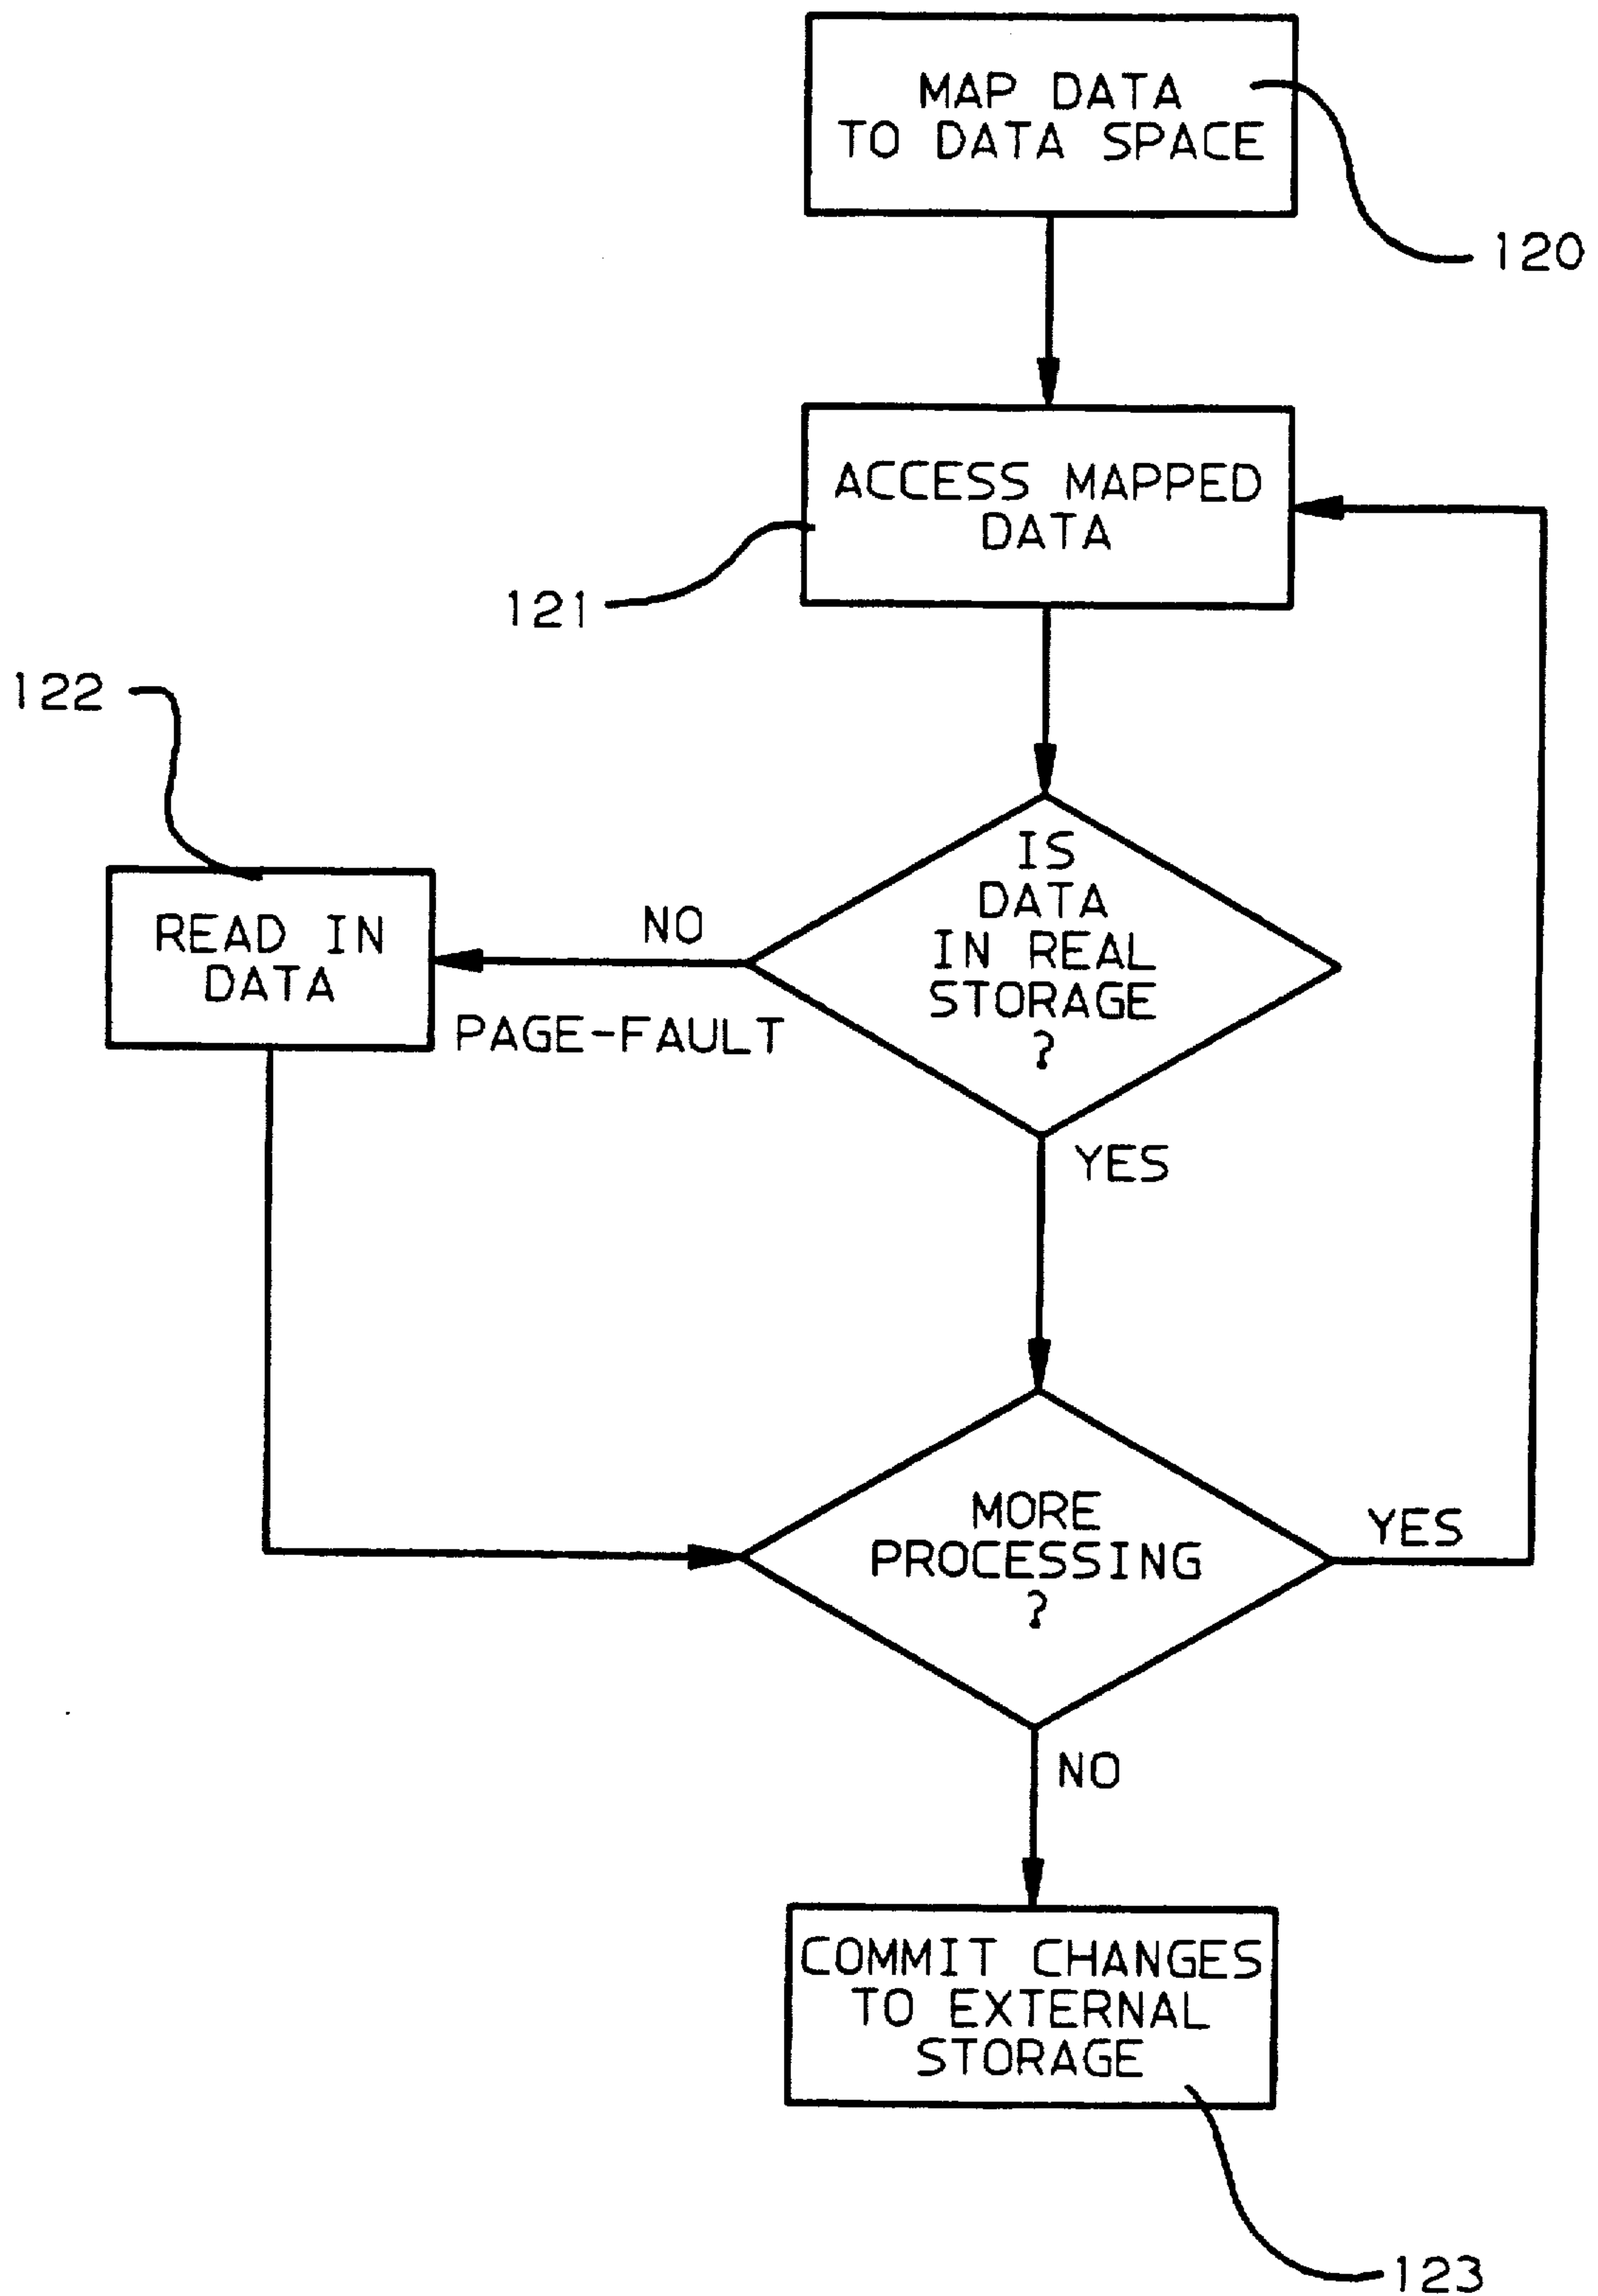 MAP DATA
TO DATA SPACE
120
ACCESS MAPPED
DATA
121
122
IS
DATA
IN REAL
STORAGE
?
NO
READ IN
DATA
PAGE-FAULT
YES
MORE
PROCESSING
?
YES
NO
COMMIT CHANGES
TO EXTERNAL
STORAGE
123